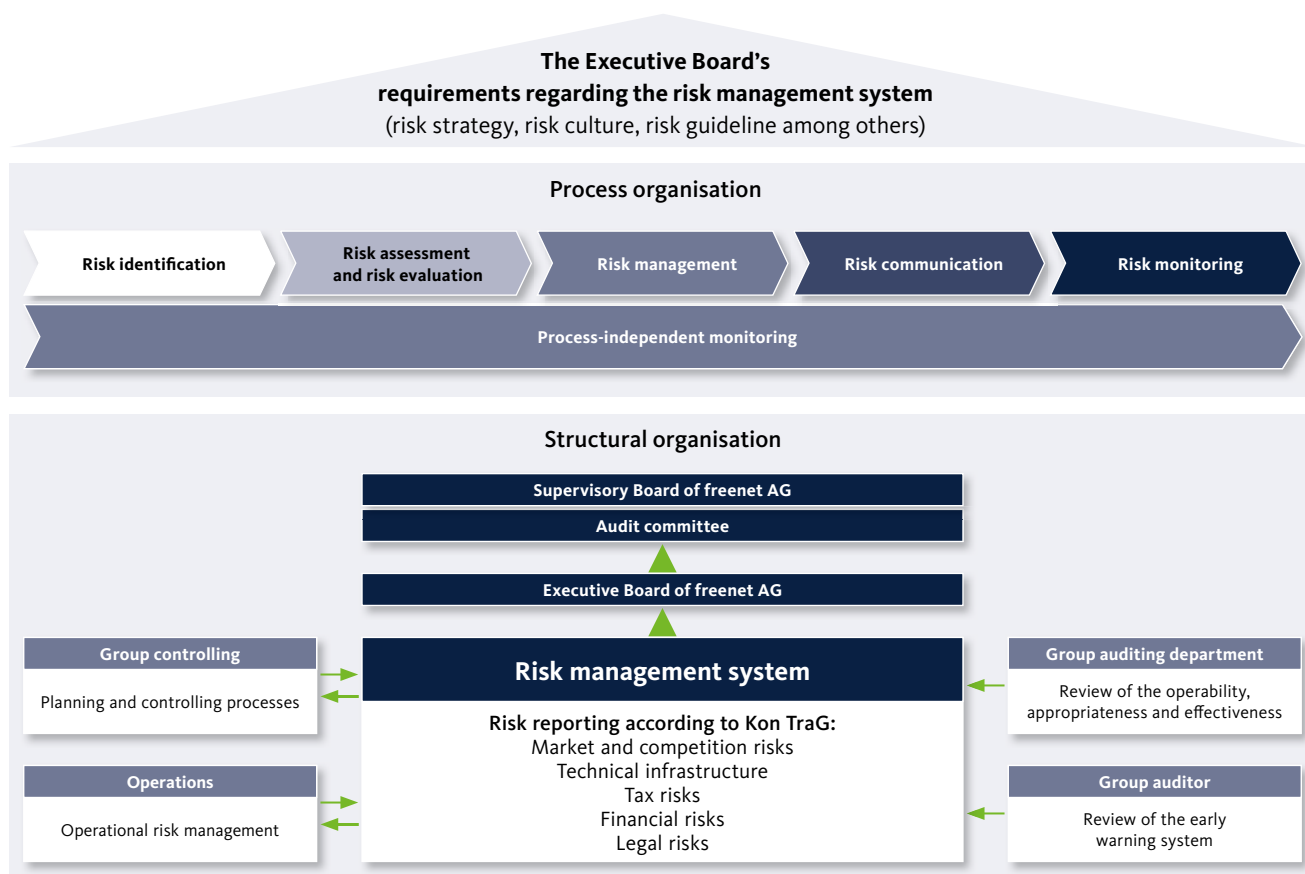 The Executive Board's
requirements regarding the risk management system
(risk strategy, risk culture, risk guideline among others)
Process organisation
Risk identification
Risk assessment
and risk evaluation
Risk management
Risk communication
Risk monitoring
Process-independent monitoring
Structural organisation
Supervisory Board of freenet AG
Audit committee
Executive Board of freenet AG
Group controlling
Planning and controlling processes
Operations
Operational risk management
Risk management system
Risk reporting according to Kon TraG:
Market and competition risks
Technical infrastructure
Tax risks
Financial risks
Legal risks
Group auditing department
Review of the operability,
appropriateness and effectiveness
Group auditor
Review of the early
warning system